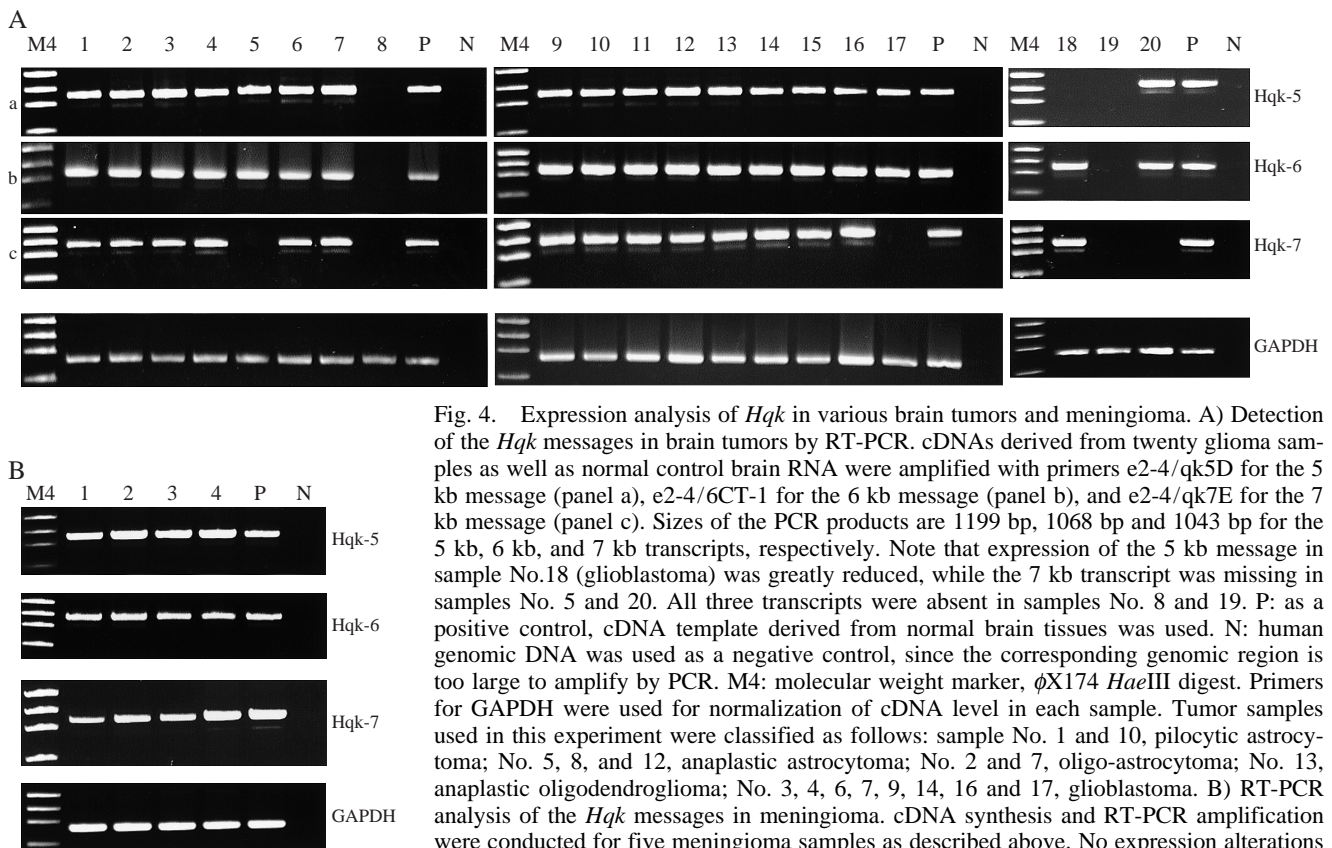 A
M4 1 2 3 4 5 6 7 8 P N M4 9 10 11 12 13 14 15 16 17 P N M4 18 19 20 P N
a Hqk-5
b Hqk-6
c Hqk-7
GAPDH
Fig. 4. Expression analysis of Hqk in various brain tumors and meningioma. A) Detection
of the Hqk messages in brain tumors by RT-PCR. cDNAs derived from twenty glioma sam-
ples as well as normal control brain RNA were amplified with primers e2-4/qk5D for the 5
kb message (panel a), e2-4/6CT-1 for the 6 kb message (panel b), and e2-4/qk7E for the 7
kb message (panel c). Sizes of the PCR products are 1199 bp, 1068 bp and 1043 bp for the
5 kb, 6 kb, and 7 kb transcripts, respectively. Note that expression of the 5 kb message in
sample No.18 (glioblastoma) was greatly reduced, while the 7 kb transcript was missing in
samples No. 5 and 20. All three transcripts were absent in samples No. 8 and 19. P: as a
positive control, cDNA template derived from normal brain tissues was used. N: human
genomic DNA was used as a negative control, since the corresponding genomic region is
too large to amplify by PCR. M4: molecular weight marker, ϕX174 HaeIII digest. Primers
for GAPDH were used for normalization of cDNA level in each sample. Tumor samples
used in this experiment were classified as follows: sample No. 1 and 10, pilocytic astrocy-
toma; No. 5, 8, and 12, anaplastic astrocytoma; No. 2 and 7, oligo-astrocytoma; No. 13,
anaplastic oligodendroglioma; No. 3, 4, 6, 7, 9, 14, 16 and 17, glioblastoma. B) RT-PCR
analysis of the Hqk messages in meningioma. cDNA synthesis and RT-PCR amplification
were conducted for five meningioma samples as described above. No expression alterations
B
M4 1 2 3 4 P N
Hqk-5
Hqk-6
Hqk-7
GAPDH